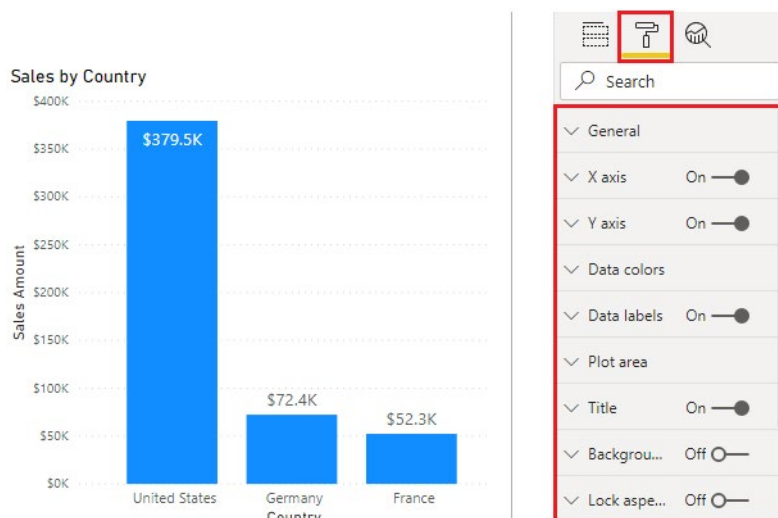 Sales by Country
$400K
$350K
$300K
$250K
$200K
$150K
$100K
$50K
$0K
Sales Amount
$379.5K
$72.4K
$52.3K
United States
Germany
France
Country
Search
General
X axis On
Y axis On
Data colors
Data labels On
Plot area
Title On
Backgrou... Off
Lock aspe... Off